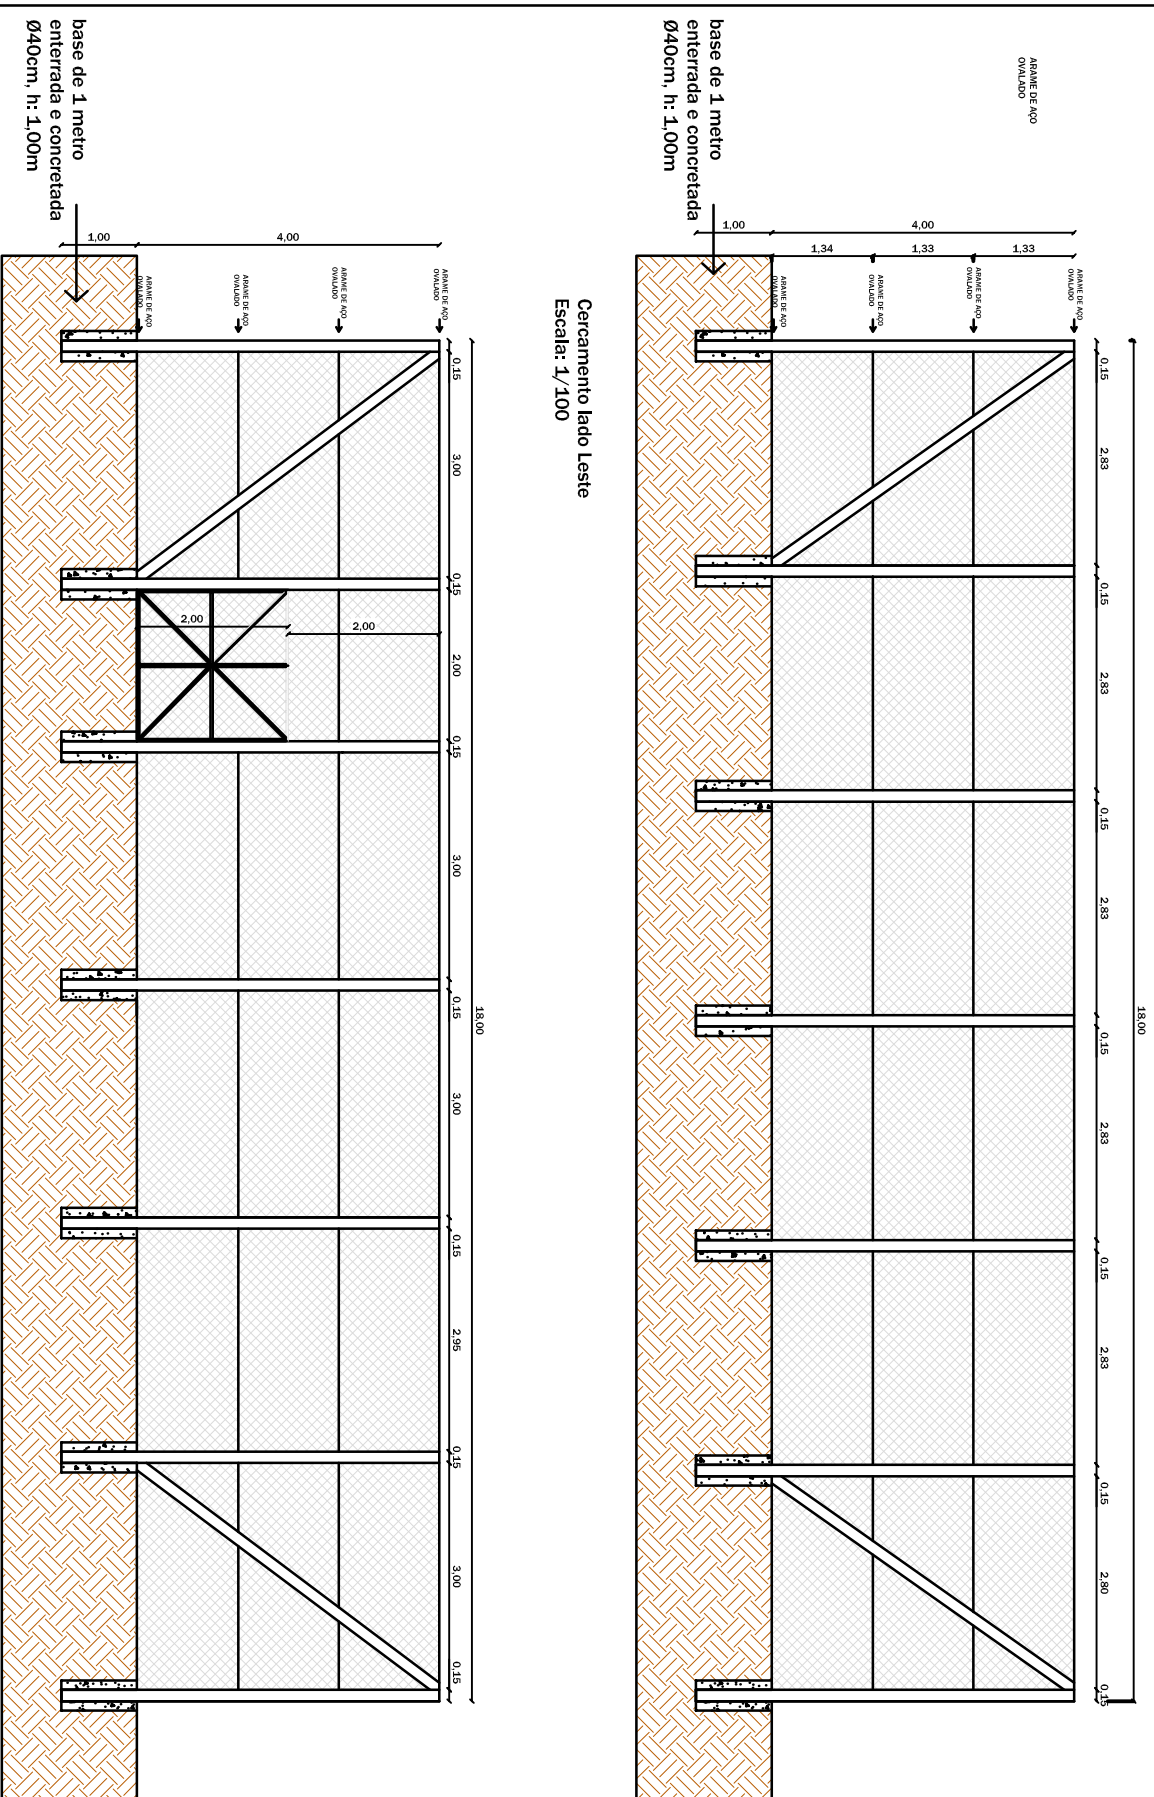 18,00
0,15 2,83 0,15 2,83 0,15 2,83 0,15 2,83 0,15 2,83 0,15 2,80 0,15
ARAME DE AÇO
OVALADO
ARAME DE AÇO
OVALADO
1,33
ARAME DE AÇO
OVALADO
4,00
1,33
ARAME DE AÇO
OVALADO
1,34
ARAME DE AÇO
OVALADO
1,00
base de 1 metro
enterrada e concretada
Ø40cm, h: 1,00m
Cercamento lado Leste
Escala: 1/100
18,00
0,15 3,00 0,15 2,00 0,15 3,00 0,15 3,00 0,15 2,95 0,15 3,00 0,15
ARAME DE AÇO
OVALADO
2,00
ARAME DE AÇO
OVALADO
4,00
ARAME DE AÇO
OVALADO
2,00
ARAME DE AÇO
OVALADO
1,00
base de 1 metro
enterrada e concretada
Ø40cm, h: 1,00m